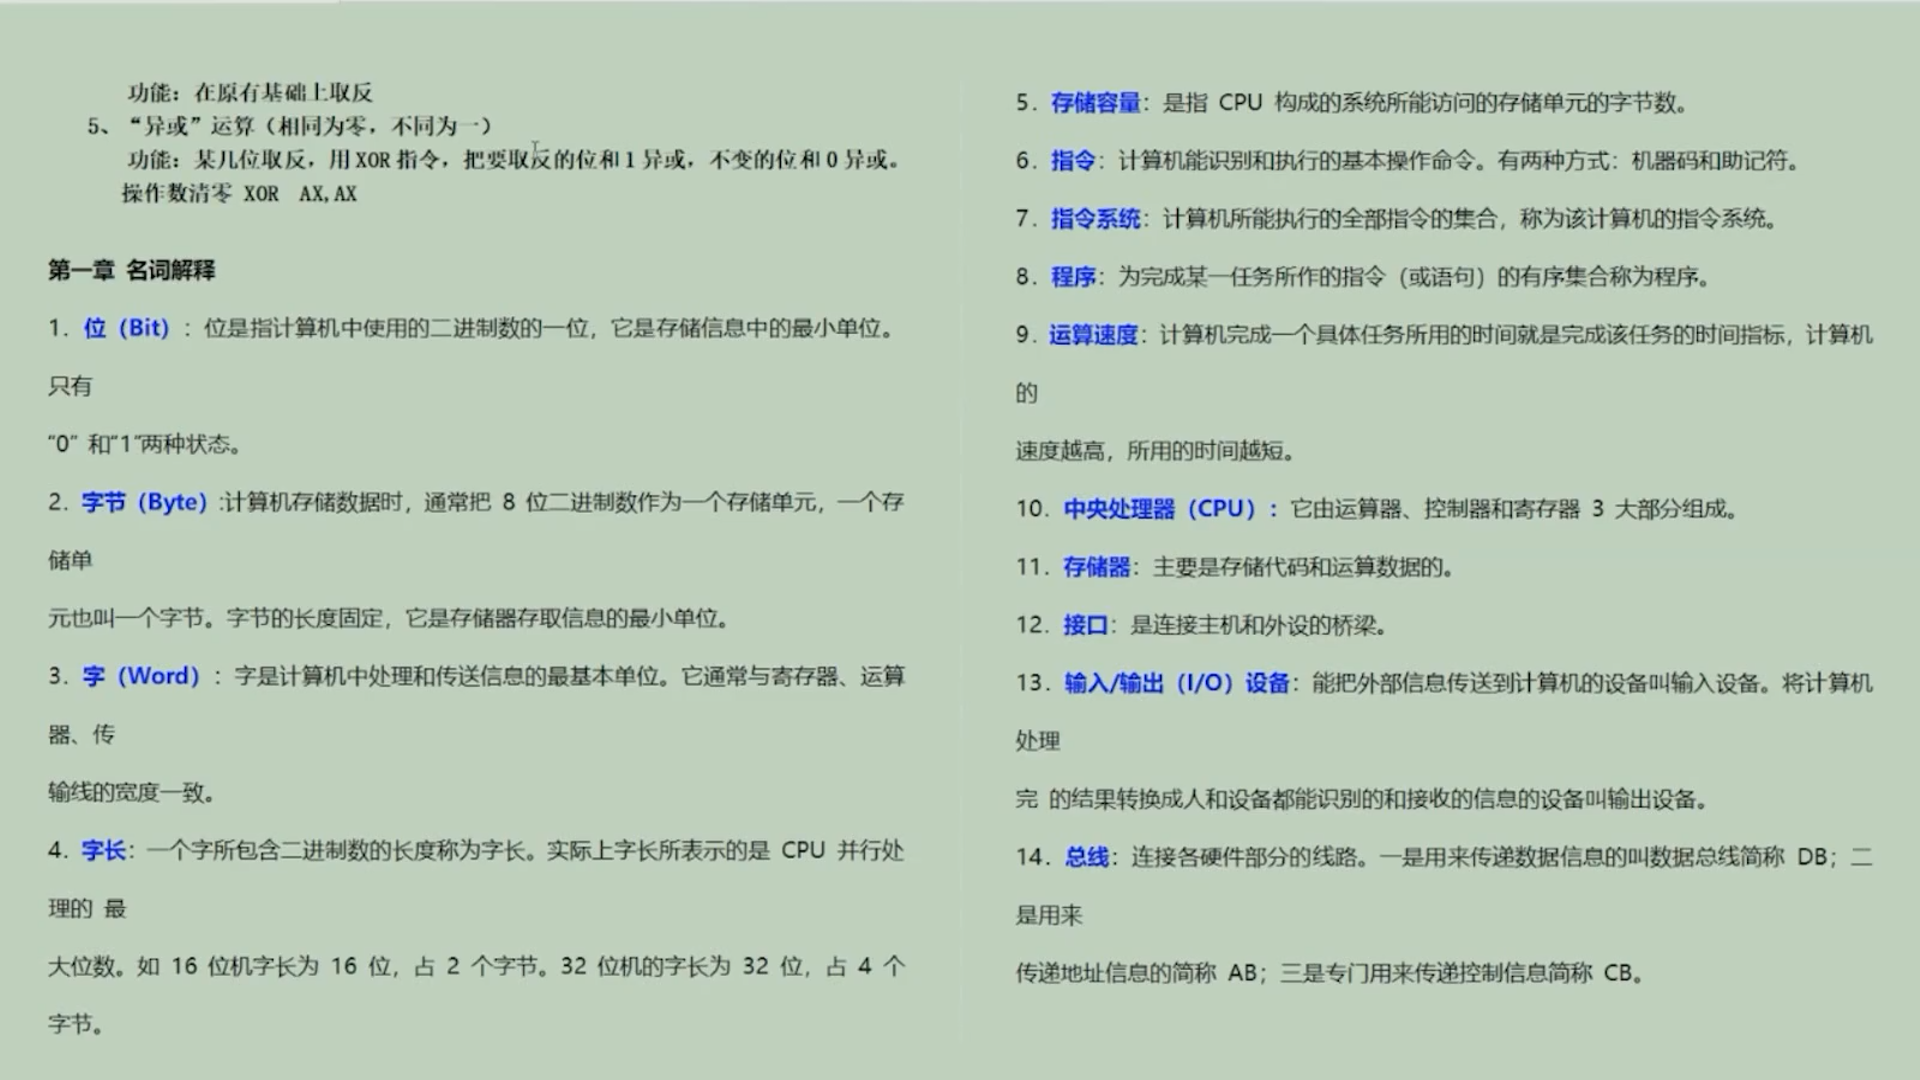 功能：在原有基础上取反
5、“异或”运算（相同为零，不同为一）
功能：某几位取反，用XOR指令，把要取反的位和1异或，不变的位和0异或。
操作数清零 XOR AX,AX
第一章 名词解释
1. 位（Bit）：位是指计算机中使用的二进制数的一位，它是存储信息中的最小单位。
只有
“0” 和“1”两种状态。
2. 字节（Byte）:计算机存储数据时，通常把 8 位二进制数作为一个存储单元，一个存
储单
元也叫一个字节。字节的长度固定，它是存储器存取信息的最小单位。
3. 字（Word）：字是计算机中处理和传送信息的最基本单位。它通常与寄存器、运算
器、传
输线的宽度一致。
4. 字长：一个字所包含二进制数的长度称为字长。实际上字长所表示的是 CPU 并行处
理的 最
大位数。如 16 位机字长为 16 位，占 2 个字节。32 位机的字长为 32 位，占 4 个
字节。
5. 存储容量：是指 CPU 构成的系统所能访问的存储单元的字节数。
6. 指令：计算机能识别和执行的基本操作命令。有两种方式：机器码和助记符。
7. 指令系统：计算机所能执行的全部指令的集合，称为该计算机的指令系统。
8. 程序：为完成某一任务所作的指令（或语句）的有序集合称为程序。
9. 运算速度：计算机完成一个具体任务所用的时间就是完成该任务的时间指标，计算机
的
速度越高，所用的时间越短。
10. 中央处理器（CPU）：它由运算器、控制器和寄存器 3 大部分组成。
11. 存储器：主要是存储代码和运算数据的。
12. 接口：是连接主机和外设的桥梁。
13. 输入/输出（I/O）设备：能把外部信息传送到计算机的设备叫输入设备。将计算机
处理
完 的结果转换成人和设备都能识别的和接收的信息的设备叫输出设备。
14. 总线：连接各硬件部分的线路。一是用来传递数据信息的叫数据总线简称 DB；二
是用来
传递地址信息的简称 AB；三是专门用来传递控制信息简称 CB。